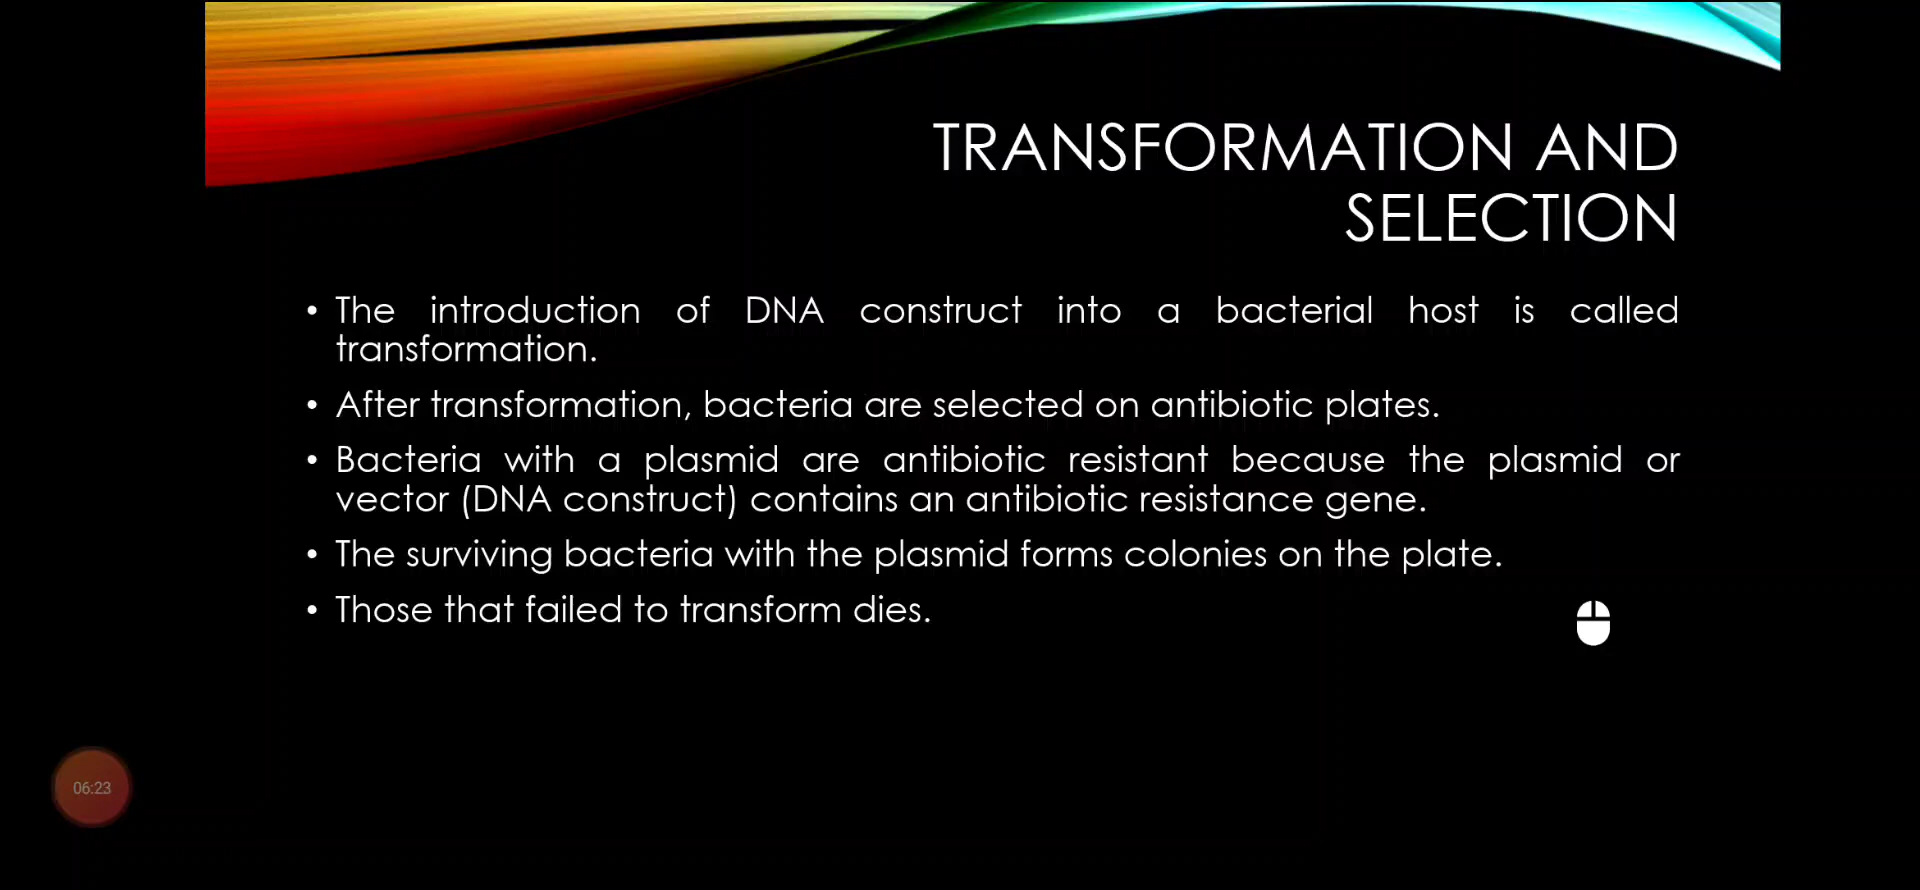 TRANSFORMATION AND
SELECTION
• The introduction of DNA construct into a bacterial host is called
transformation.
• After transformation, bacteria are selected on antibiotic plates.
• Bacteria with a plasmid are antibiotic resistant because the plasmid or
vector (DNA construct) contains an antibiotic resistance gene.
• The surviving bacteria with the plasmid forms colonies on the plate.
• Those that failed to transform dies.
06:23